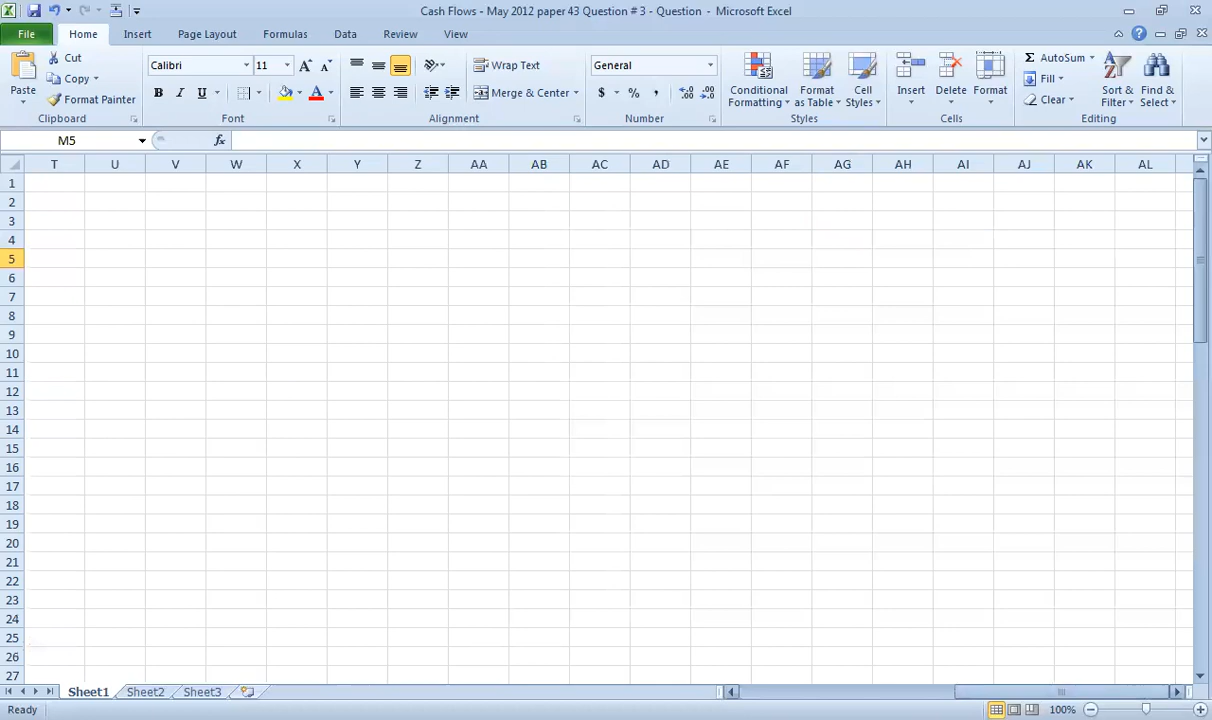 Cash Flows - May 2012 paper 43 Question # 3 - Question - Microsoft Excel
File Home Insert Page Layout Formulas Data Review View
Paste
Cut
Copy
Format Painter
Clipboard
Calibri 11
B I U
Font
Wrap Text
Merge & Center
Alignment
General
$ % ,
Number
Conditional Formatting
Format as Table
Cell Styles
Styles
Insert
Delete
Format
Cells
Σ AutoSum
Fill
Clear
Sort & Filter
Find & Select
Editing
M5 fx
T U V W X Y Z AA AB AC AD AE AF AG AH AI AJ AK AL
1
2
3
4
5
6
7
8
9
10
11
12
13
14
15
16
17
18
19
20
21
22
23
24
25
26
27
Sheet1 Sheet2 Sheet3
Ready 100%